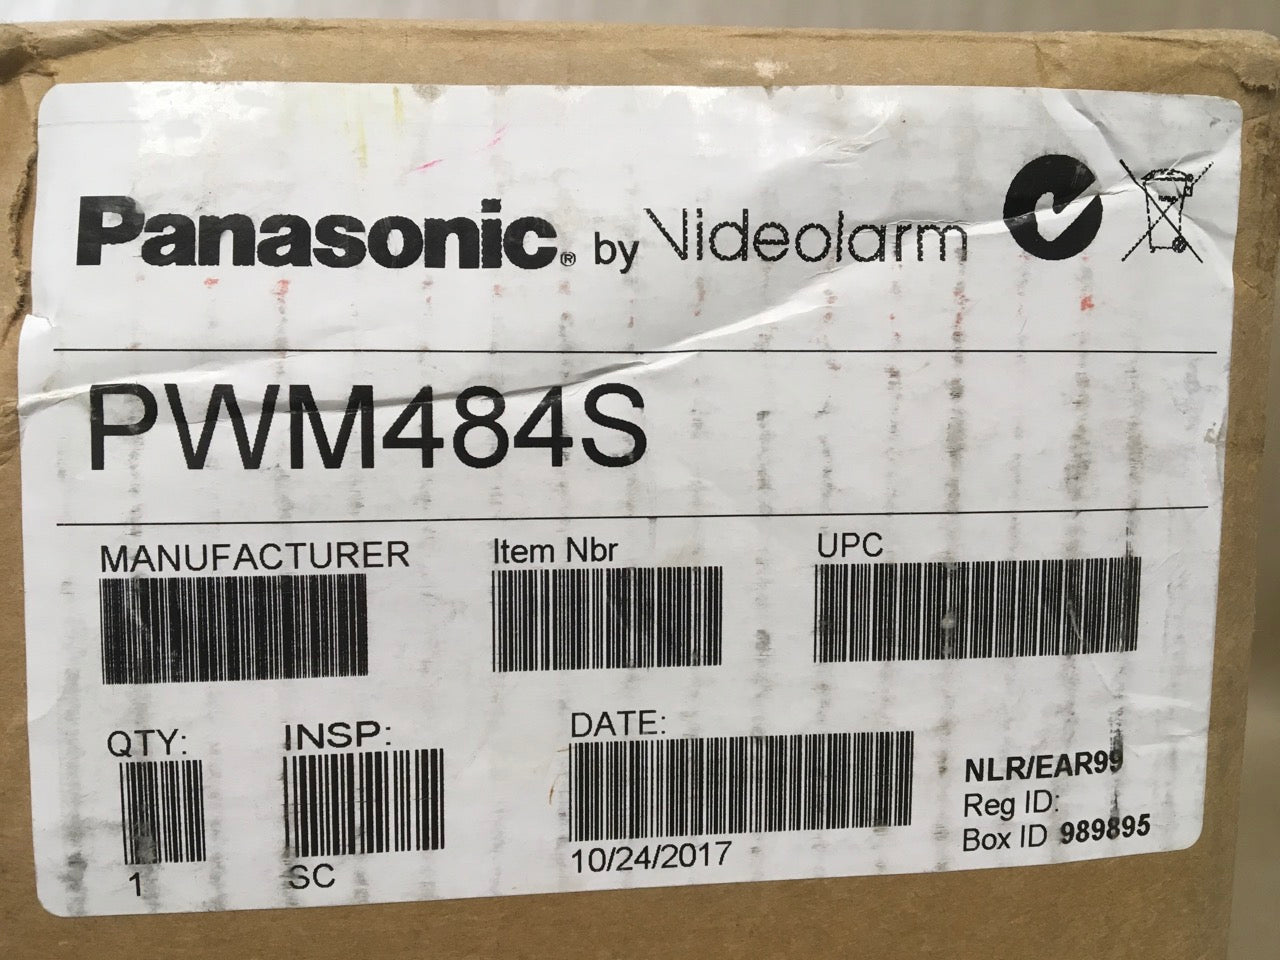 Panasonic® by Videolarm
PWM484S
MANUFACTURER Item Nbr UPC
QTY: INSP: DATE:
NLR/EAR99
Reg ID:
Box ID 989895
1 SC 10/24/2017